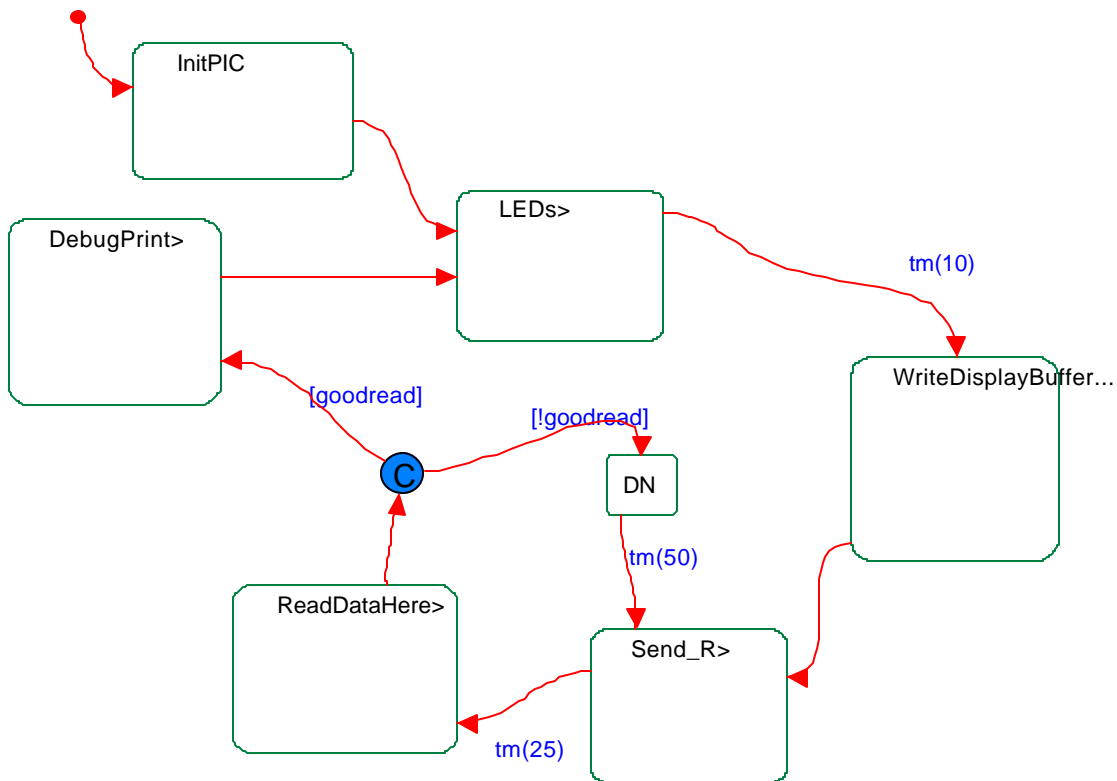 InitPIC
LEDs>
DebugPrint>
tm(10)
WriteDisplayBuffer...
[goodread]
[!goodread]
C
DN
tm(50)
ReadDataHere>
Send_R>
tm(25)